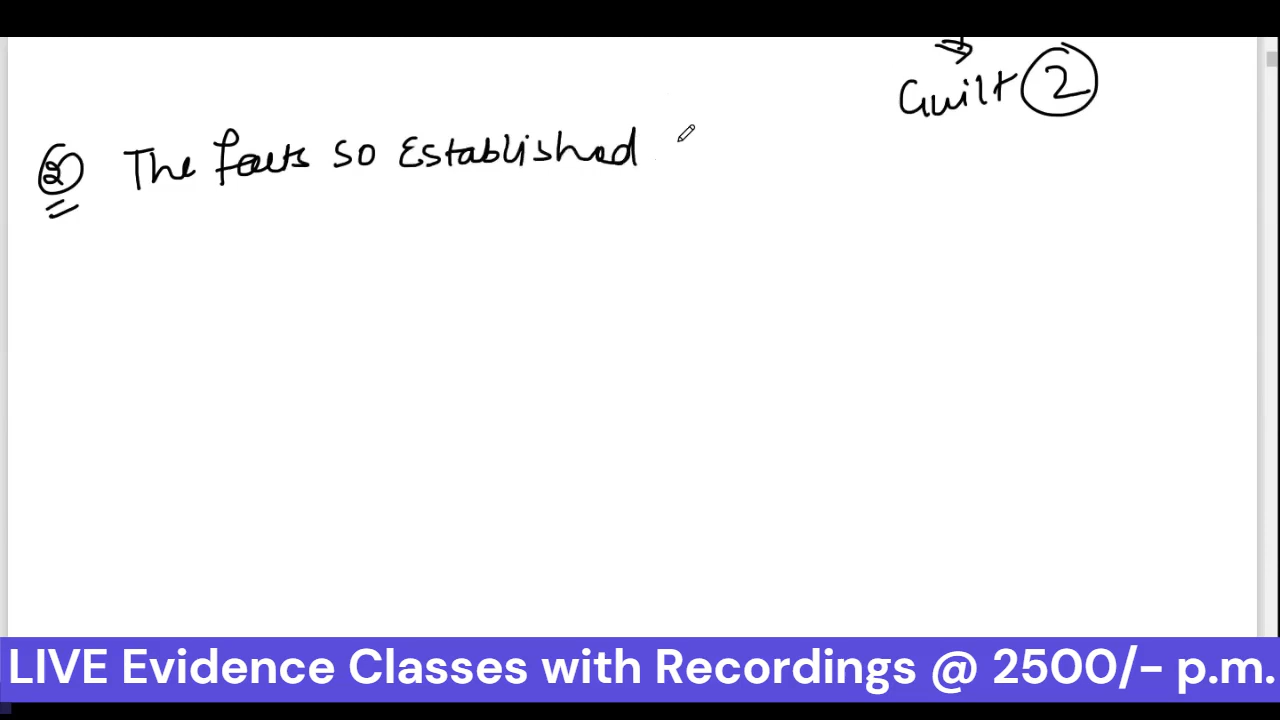 Guilt 2
2 The facts so Established
LIVE Evidence Classes with Recordings @ 2500/- p.m.